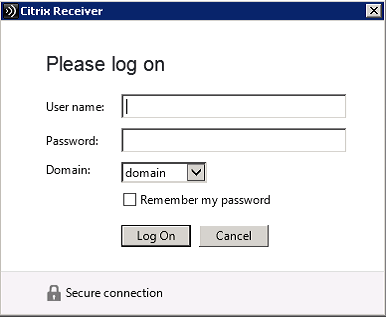 Citrix Receiver
Please log on
User name:
Password:
Domain: domain
Remember my password
Log On Cancel
Secure connection